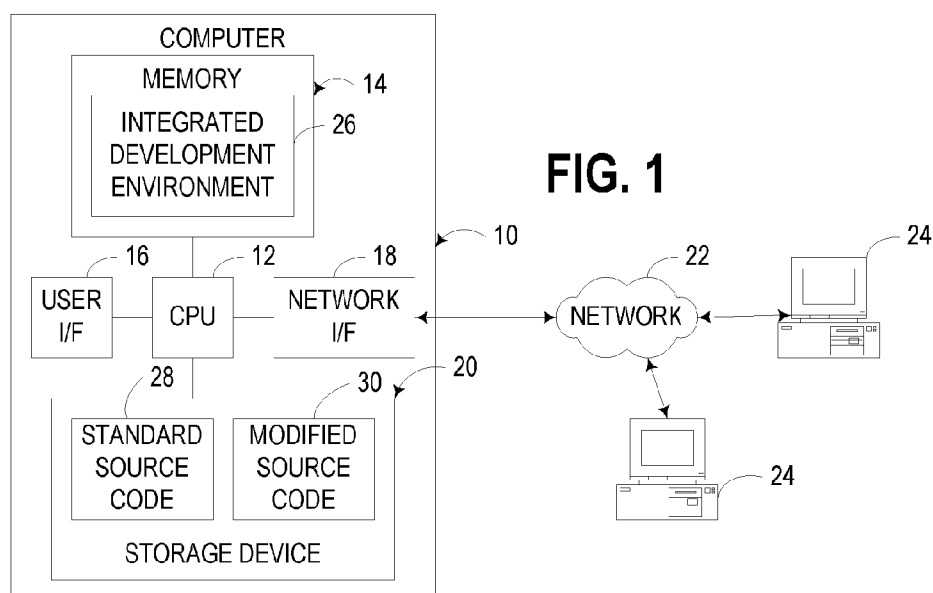 COMPUTER
MEMORY
14
INTEGRATED
DEVELOPMENT
ENVIRONMENT
26
FIG. 1
10
16
12
18
22
24
USER
I/F
CPU
NETWORK
I/F
NETWORK
28
30
20
STANDARD
SOURCE
CODE
MODIFIED
SOURCE
CODE
24
STORAGE DEVICE